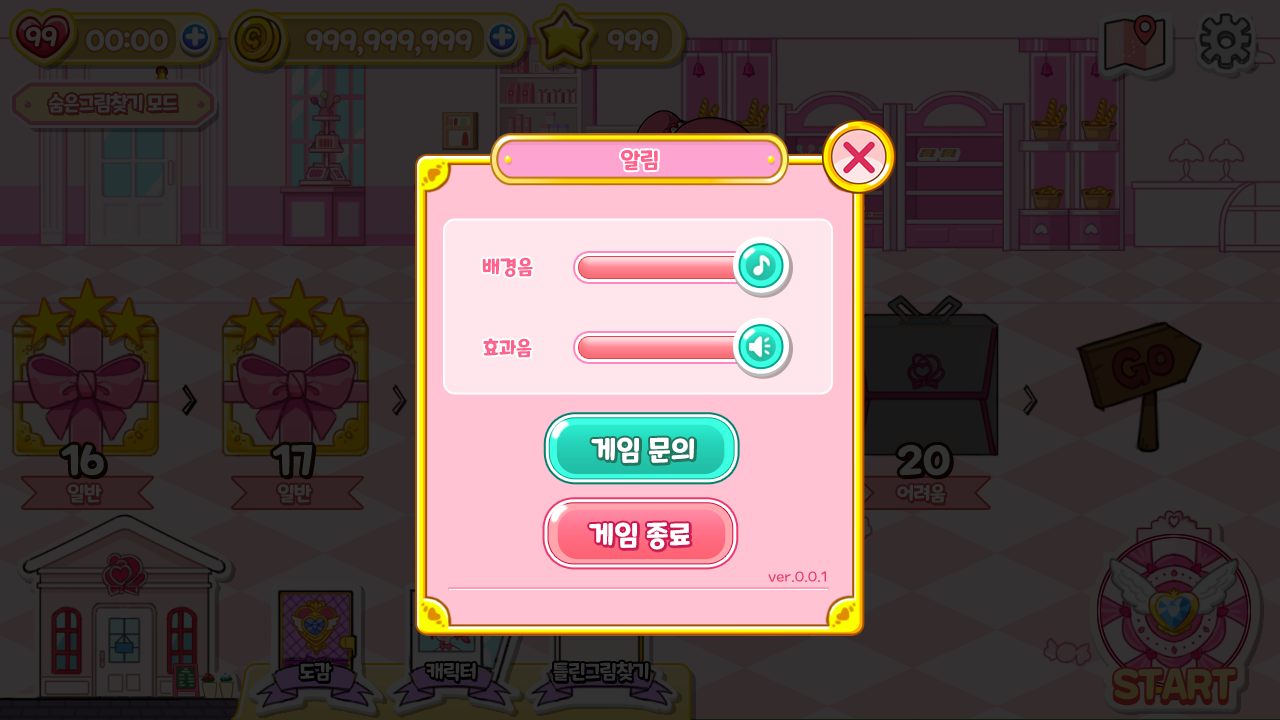 99
00:00
999,999,999
999
숨은그림찾기 모드
알림
배경음
효과음
게임 문의
게임 종료
ver.0.0.1
16
일반
17
일반
20
어려움
GO
도감
캐릭터
틀린그림찾기
START